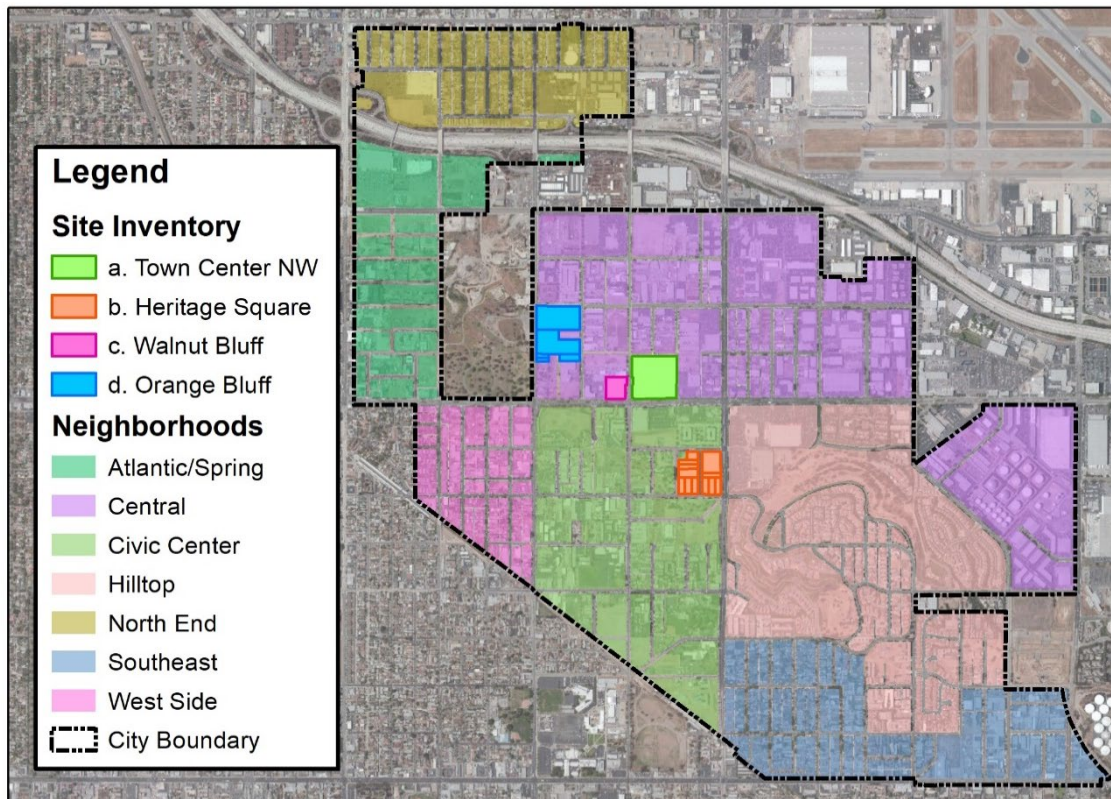 Legend
Site Inventory
a. Town Center NW
b. Heritage Square
c. Walnut Bluff
d. Orange Bluff
Neighborhoods
Atlantic/Spring
Central
Civic Center
Hilltop
North End
Southeast
West Side
City Boundary